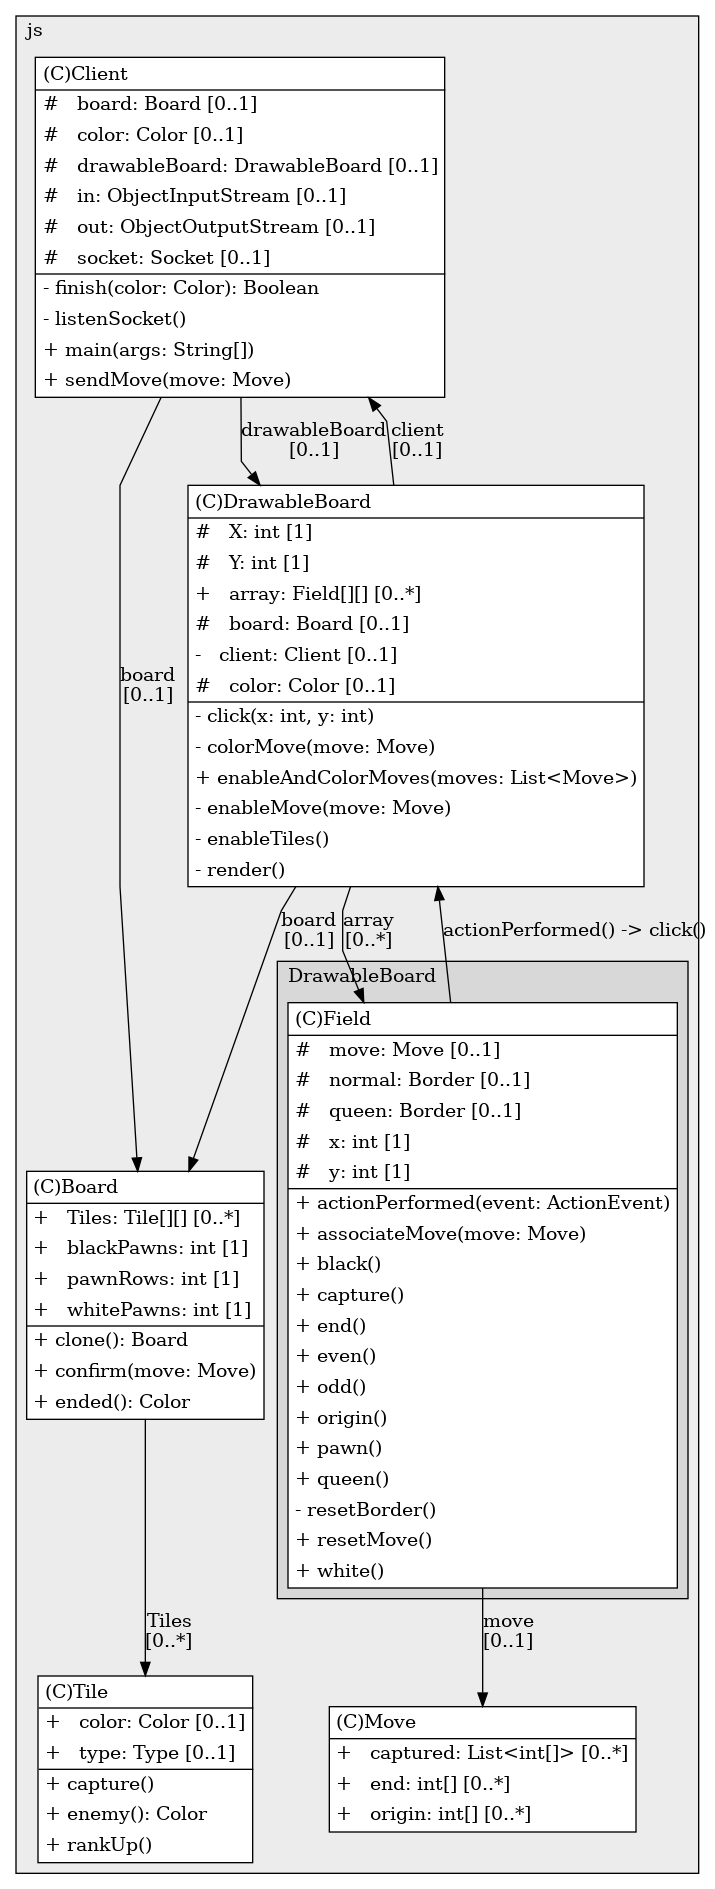 js
(C)Client
#   board: Board [0..1]
#   color: Color [0..1]
#   drawableBoard: DrawableBoard [0..1]
#   in: ObjectInputStream [0..1]
#   out: ObjectOutputStream [0..1]
#   socket: Socket [0..1]
- finish(color: Color): Boolean
- listenSocket()
+ main(args: String[])
+ sendMove(move: Move)
drawableBoard
[0..1]
client
[0..1]
(C)DrawableBoard
#   X: int [1]
#   Y: int [1]
+   array: Field[][] [0..*]
#   board: Board [0..1]
-   client: Client [0..1]
#   color: Color [0..1]
- click(x: int, y: int)
- colorMove(move: Move)
+ enableAndColorMoves(moves: List<Move>)
- enableMove(move: Move)
- enableTiles()
- render()
board
[0..1]
board
[0..1]
array
[0..*]
actionPerformed() -> click()
DrawableBoard
(C)Field
#   move: Move [0..1]
#   normal: Border [0..1]
#   queen: Border [0..1]
#   x: int [1]
#   y: int [1]
+ actionPerformed(event: ActionEvent)
+ associateMove(move: Move)
+ black()
+ capture()
+ end()
+ even()
+ odd()
+ origin()
+ pawn()
+ queen()
- resetBorder()
+ resetMove()
+ white()
(C)Board
+   Tiles: Tile[][] [0..*]
+   blackPawns: int [1]
+   pawnRows: int [1]
+   whitePawns: int [1]
+ clone(): Board
+ confirm(move: Move)
+ ended(): Color
Tiles
[0..*]
move
[0..1]
(C)Tile
+   color: Color [0..1]
+   type: Type [0..1]
+ capture()
+ enemy(): Color
+ rankUp()
(C)Move
+   captured: List<int[]> [0..*]
+   end: int[] [0..*]
+   origin: int[] [0..*]